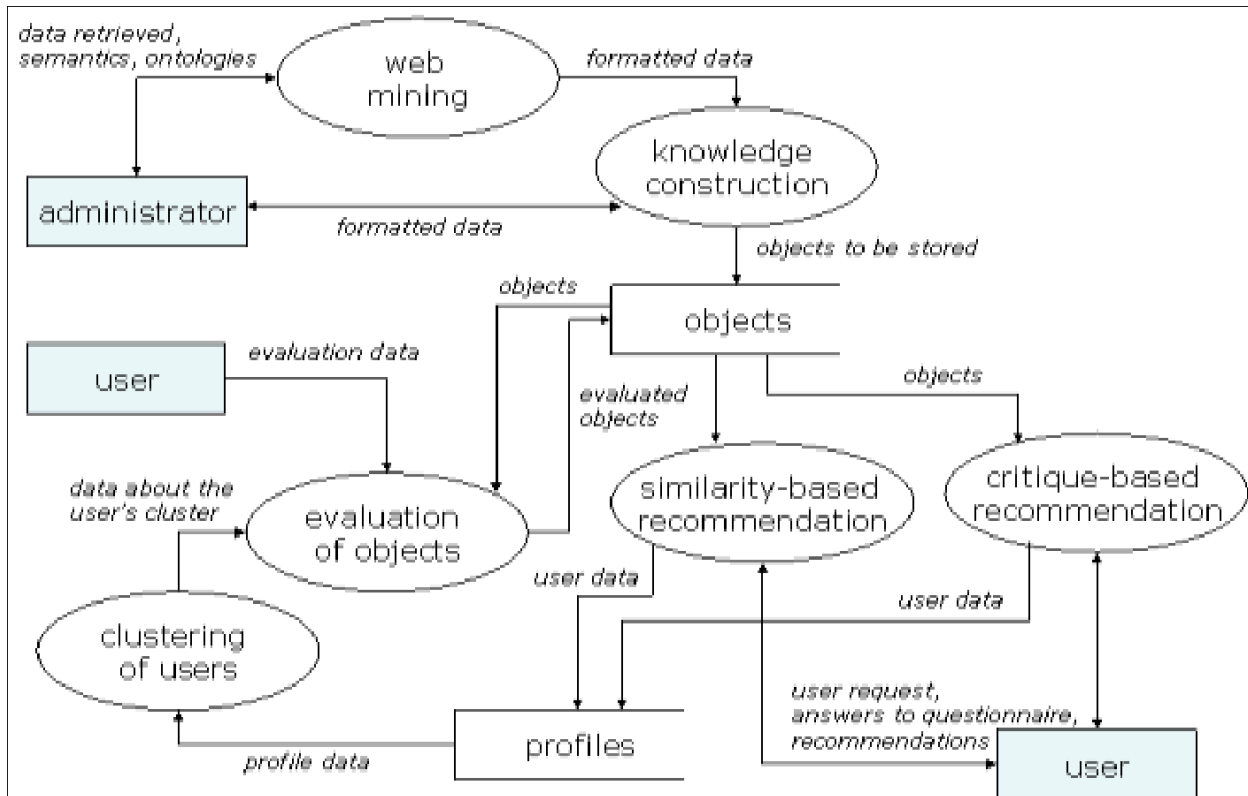 data retrieved,
semantics, ontologies
web
mining
formatted data
knowledge
construction
administrator
formatted data
objects to be stored
objects
objects
user
evaluation data
evaluated
objects
objects
data about the
user's cluster
evaluation
of objects
similarity-based
recommendation
critique-based
recommendation
user data
user data
clustering
of users
profile data
profiles
user request,
answers to questionnaire,
recommendations
user